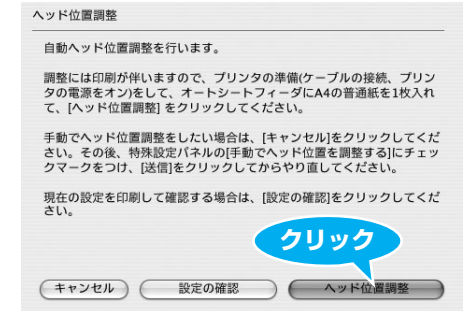 ヘッド位置調整
自動ヘッド位置調整を行います。
調整には印刷が伴いますので、プリンタの準備(ケーブルの接続、プリン
タの電源をオン)をして、オートシートフィーダにA4の普通紙を1枚入れ
て、[ヘッド位置調整] をクリックしてください。
手動でヘッド位置調整をしたい場合は、[キャンセル]をクリックしてくだ
さい。その後、特殊設定パネルの[手動でヘッド位置を調整する]にチェッ
クマークをつけ、[送信]をクリックしてからやり直してください。
現在の設定を印刷して確認する場合は、[設定の確認]をクリックしてくだ
さい。
クリック
キャンセル 設定の確認 ヘッド位置調整